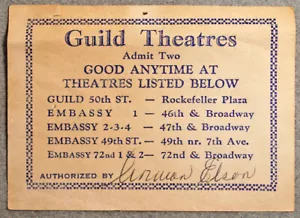 Guild Theatres
Admit Two
GOOD ANYTIME AT
THEATRES LISTED BELOW
GUILD 50th ST. – Rockefeller Plaza
EMBASSY 1 – 46th & Broadway
EMBASSY 2-3-4 – 47th & Broadway
EMBASSY 49th ST. – 49th nr. 7th Ave.
EMBASSY 72nd 1 & 2 – 72nd & Broadway
AUTHORIZED BY Norman Elson